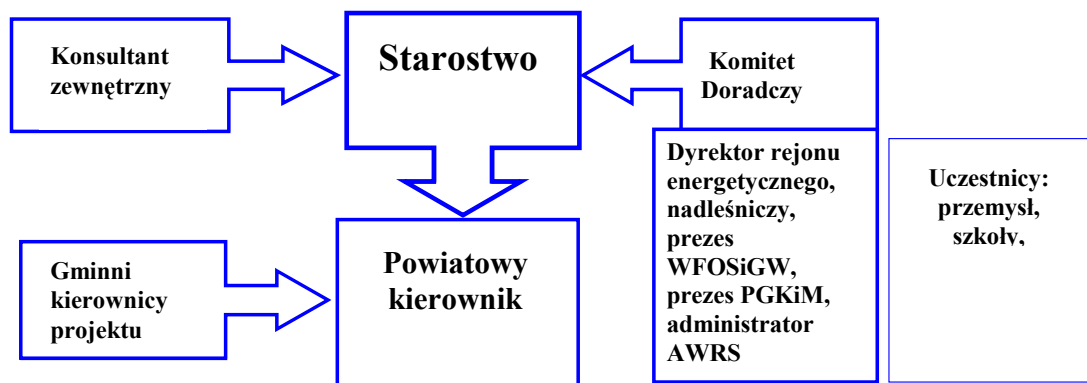 Konsultant
zewnętrzny
Starostwo
Komitet
Doradczy
Dyrektor rejonu
energetycznego,
nadleśniczy,
prezes
WFOSiGW,
prezes PGKiM,
administrator
AWRS
Uczestnicy:
przemysł,
szkoły,
Gminni
kierownicy
projektu
Powiatowy
kierownik